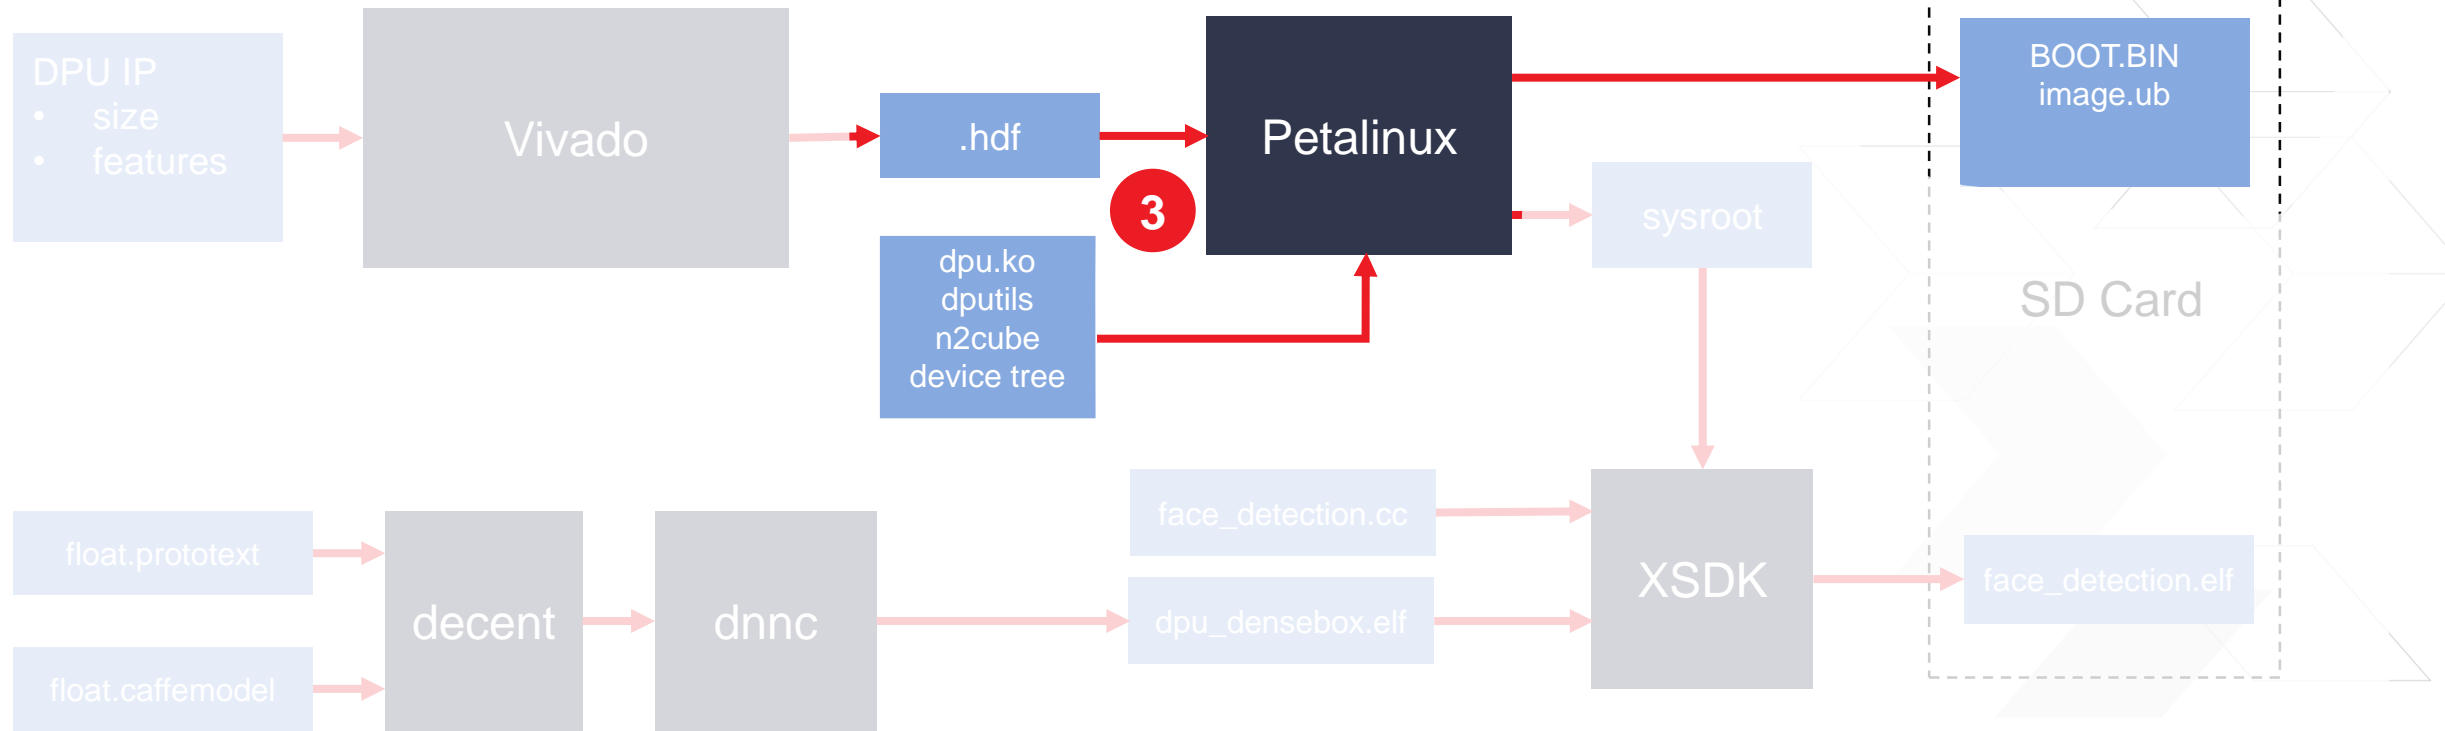 DPU IP
• size
• features
Vivado
.hdf
3
dpu.ko
dputils
n2cube
device tree
Petalinux
BOOT.BIN
image.ub
sysroot
SD Card
float.prototext
float.caffemodel
decent
dnnc
face_detection.cc
dpu_densebox.elf
XSDK
face_detection.elf